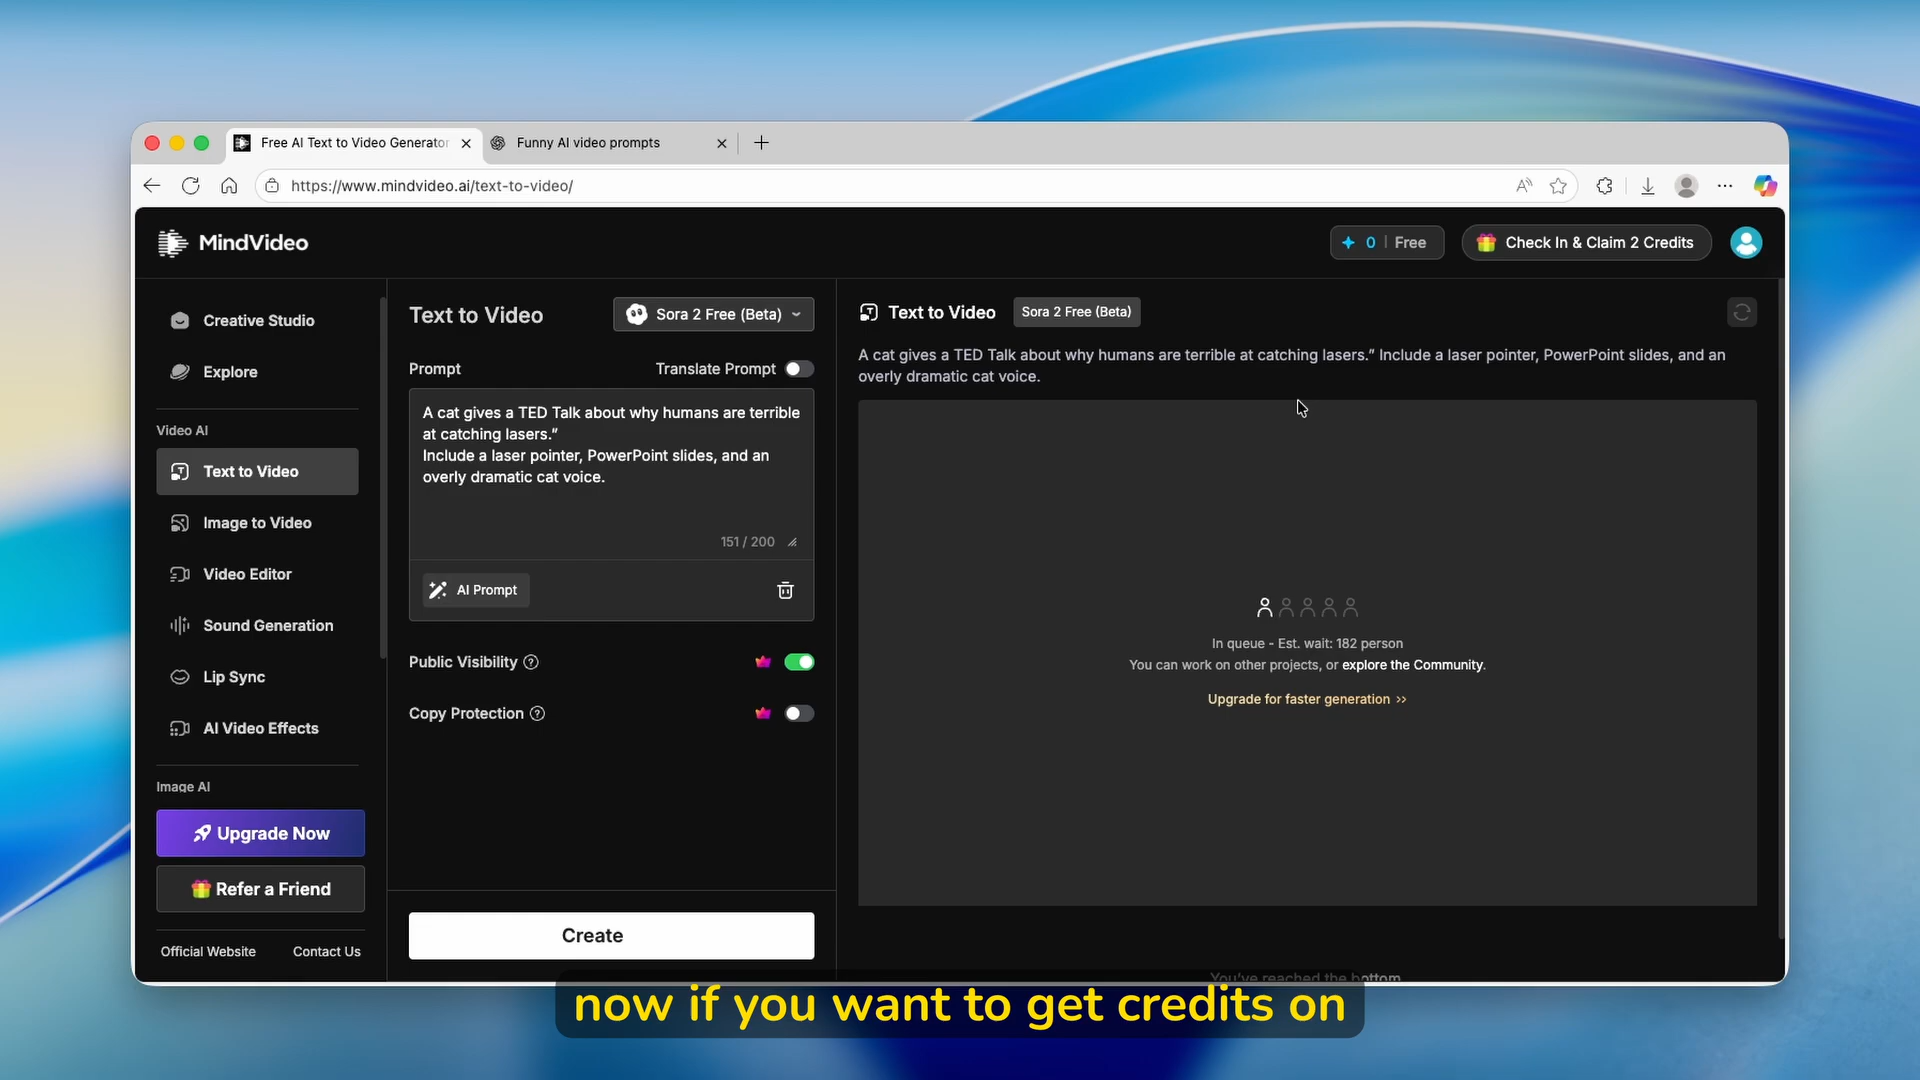 Free AI Text to Video Generator
Funny AI video prompts
https://www.mindvideo.ai/text-to-video/
MindVideo
0 | Free
Check In & Claim 2 Credits
Creative Studio
Explore
Video AI
Text to Video
Image to Video
Video Editor
Sound Generation
Lip Sync
AI Video Effects
Image AI
Upgrade Now
Refer a Friend
Official Website
Contact Us
Text to Video
Sora 2 Free (Beta)
Prompt
Translate Prompt
A cat gives a TED Talk about why humans are terrible
at catching lasers.”
Include a laser pointer, PowerPoint slides, and an
overly dramatic cat voice.
151 / 200
AI Prompt
Public Visibility
Copy Protection
Create
Text to Video
Sora 2 Free (Beta)
A cat gives a TED Talk about why humans are terrible at catching lasers.” Include a laser pointer, PowerPoint slides, and an
overly dramatic cat voice.
In queue - Est. wait: 182 person
You can work on other projects, or explore the Community.
Upgrade for faster generation >>
You've reached the bottom
now if you want to get credits on